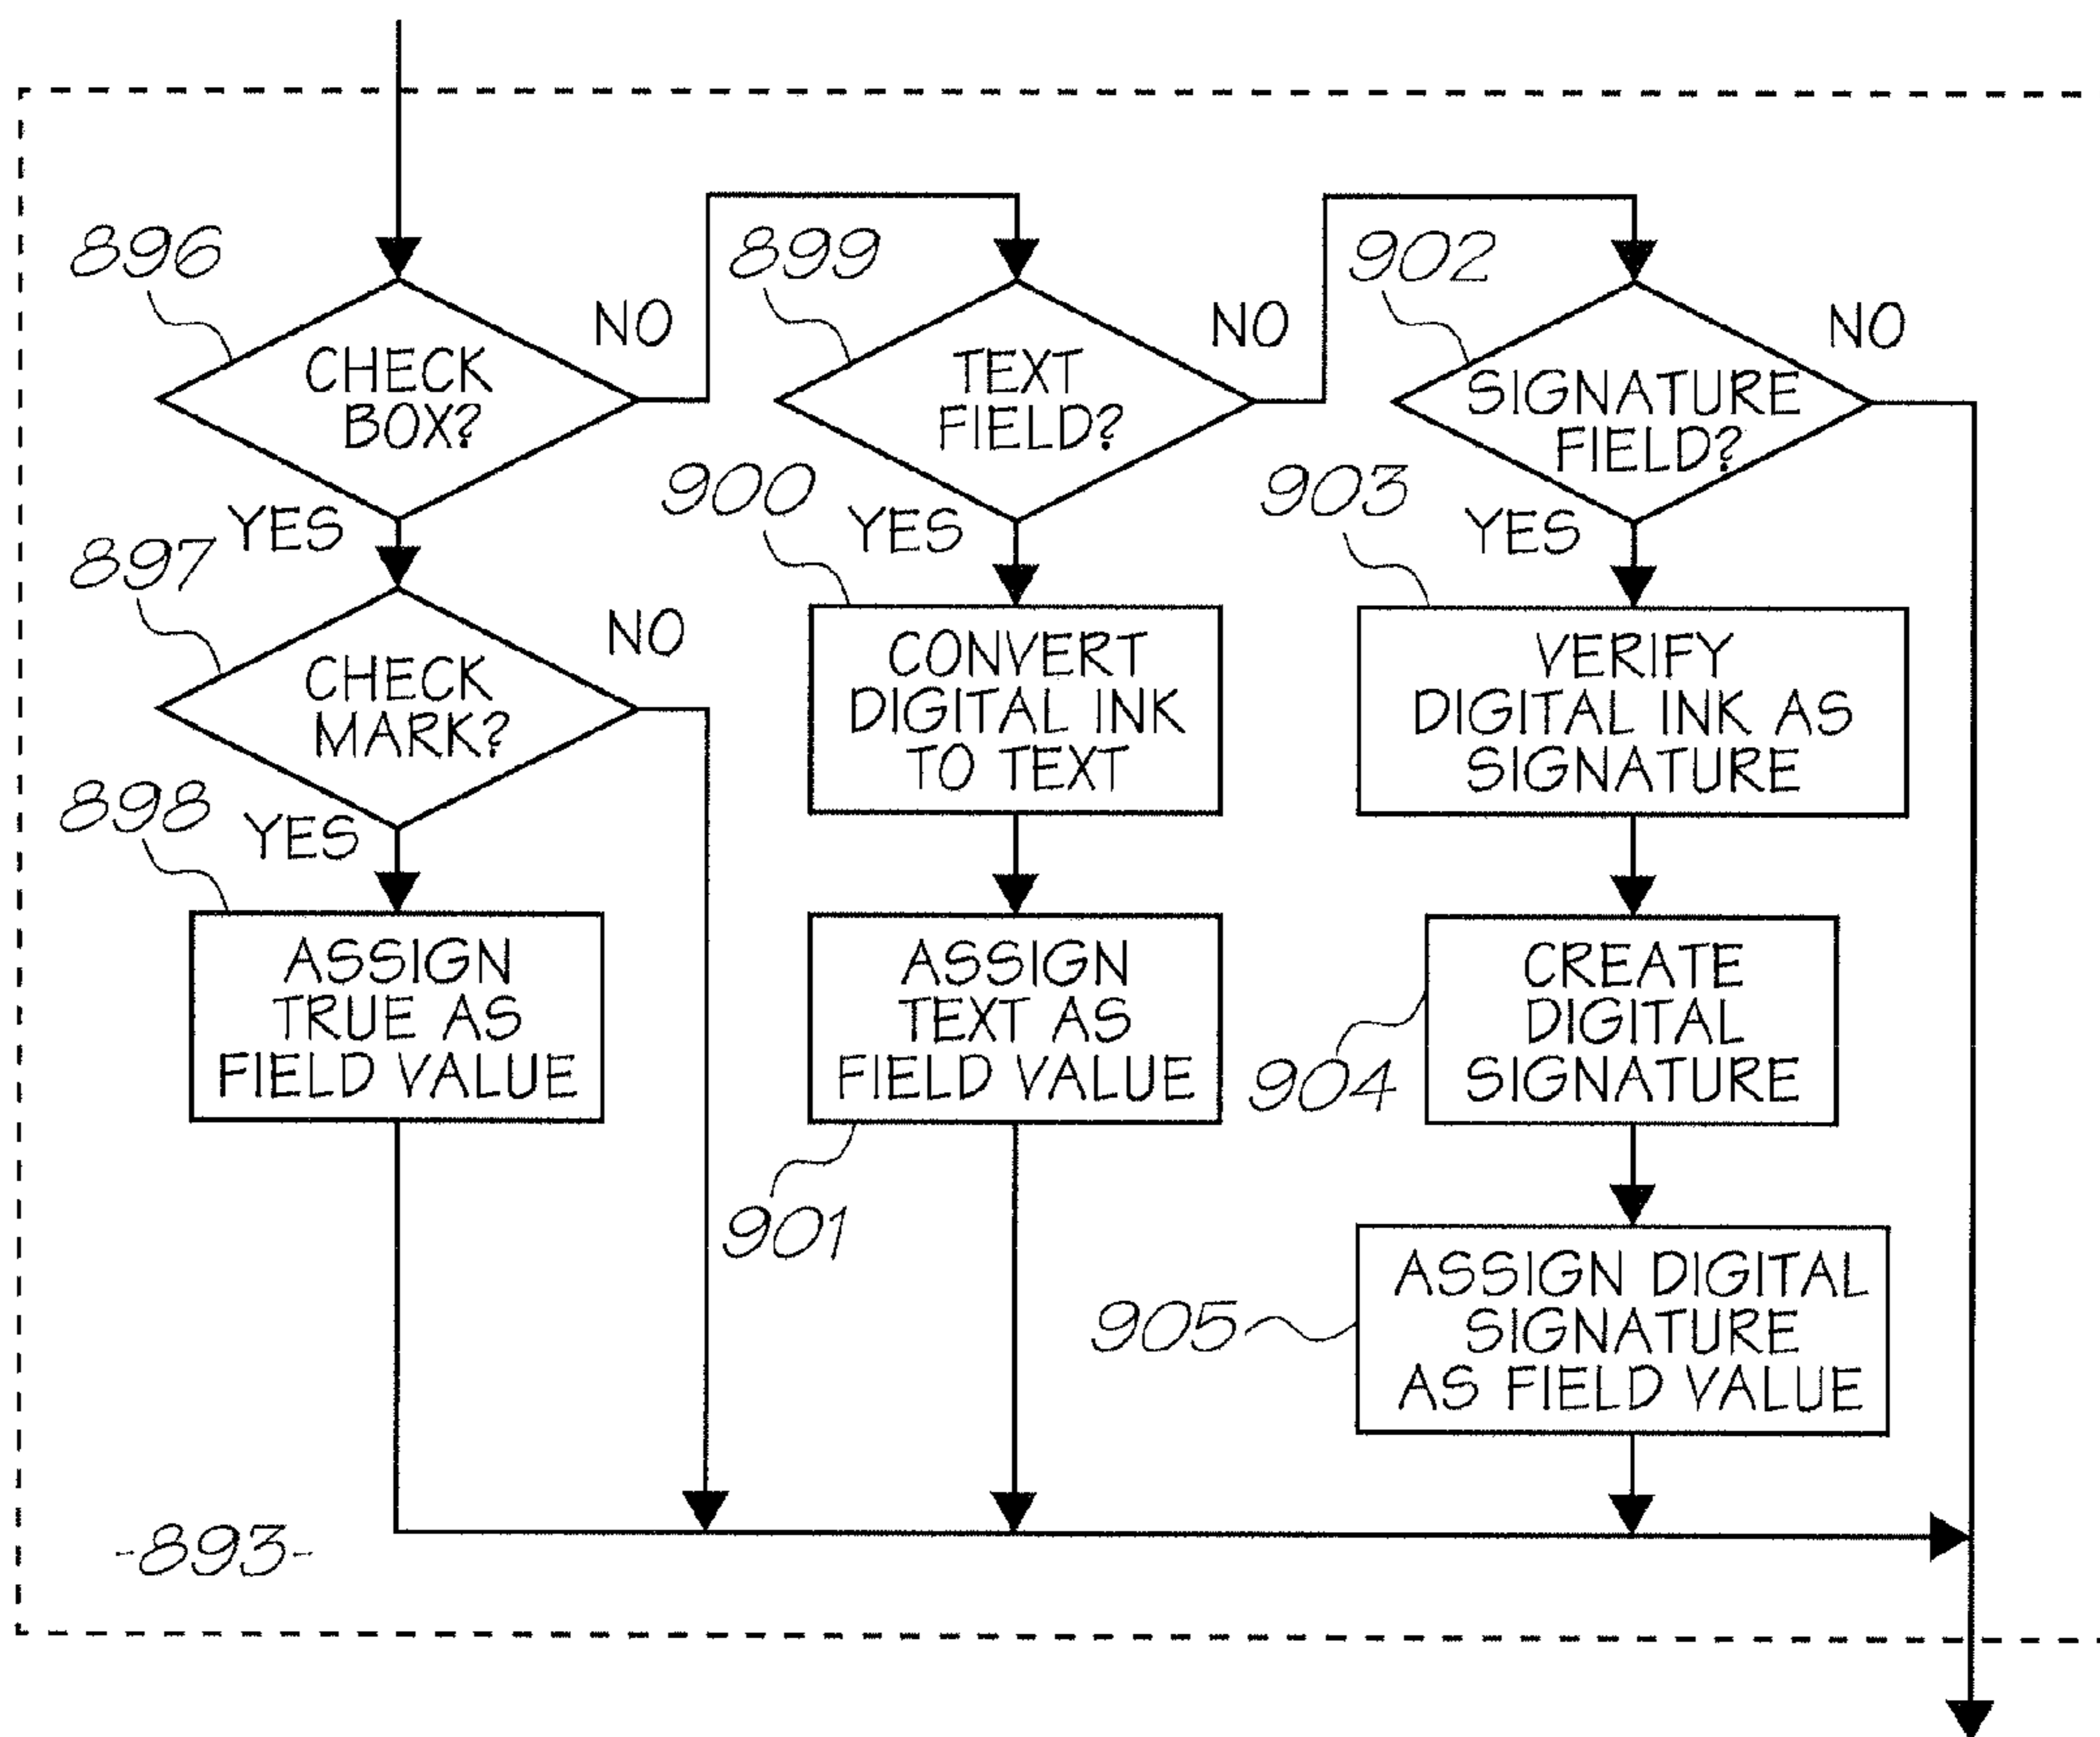 896
CHECK
BOX?
NO
YES
897
CHECK
MARK?
NO
898
YES
ASSIGN
TRUE AS
FIELD VALUE
899
TEXT
FIELD?
NO
900
YES
CONVERT
DIGITAL INK
TO TEXT
ASSIGN
TEXT AS
FIELD VALUE
901
902
SIGNATURE
FIELD?
NO
903
YES
VERIFY
DIGITAL INK AS
SIGNATURE
CREATE
DIGITAL
SIGNATURE
904
ASSIGN DIGITAL
SIGNATURE
AS FIELD VALUE
905
-893-